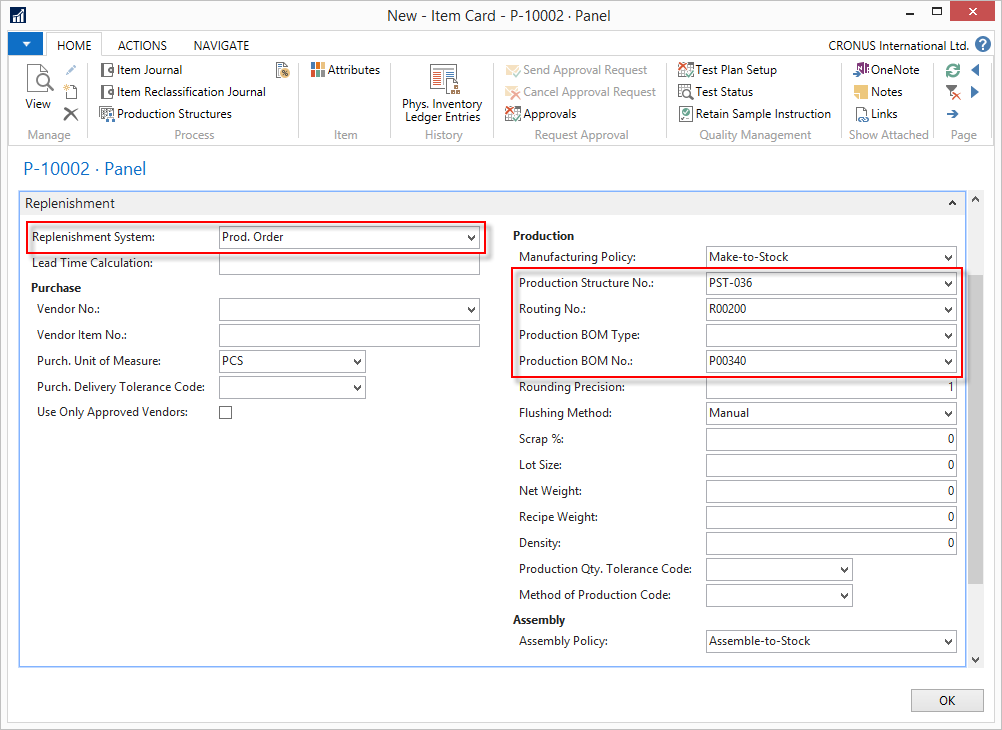 New - Item Card - P-10002 · Panel
HOME
ACTIONS
NAVIGATE
CRONUS International Ltd.
View
Manage
Item Journal
Item Reclassification Journal
Production Structures
Process
Attributes
Item
Phys. Inventory
Ledger Entries
History
Send Approval Request
Cancel Approval Request
Approvals
Request Approval
Test Plan Setup
Test Status
Retain Sample Instruction
Quality Management
OneNote
Notes
Links
Show Attached
Page
P-10002 · Panel
Replenishment
Replenishment System: Prod. Order
Lead Time Calculation:
Purchase
Vendor No.:
Vendor Item No.:
Purch. Unit of Measure: PCS
Purch. Delivery Tolerance Code:
Use Only Approved Vendors:
Production
Manufacturing Policy: Make-to-Stock
Production Structure No.: PST-036
Routing No.: R00200
Production BOM Type:
Production BOM No.: P00340
Rounding Precision: 1
Flushing Method: Manual
Scrap %: 0
Lot Size: 0
Net Weight: 0
Recipe Weight: 0
Density: 0
Production Qty. Tolerance Code:
Method of Production Code:
Assembly
Assembly Policy: Assemble-to-Stock
OK